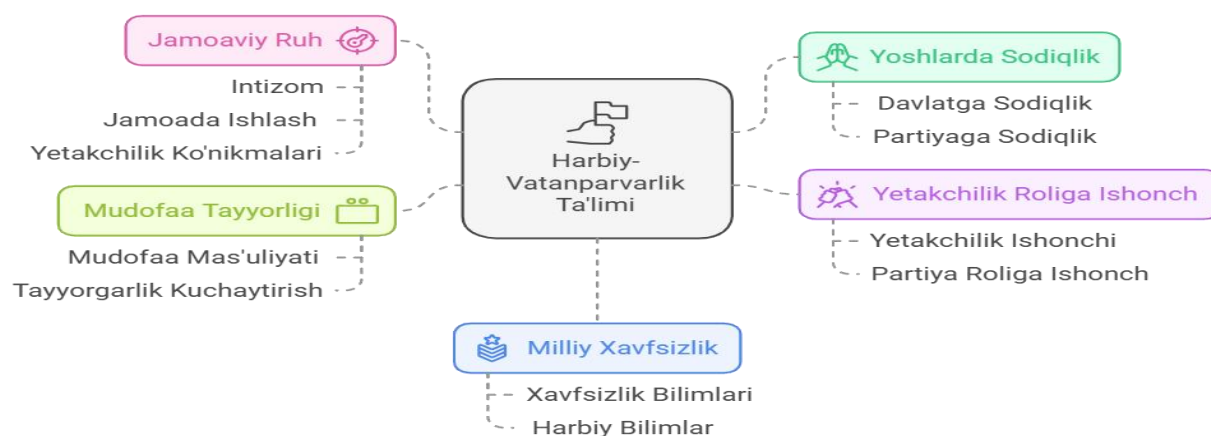 Jamoaviy Ruh
Intizom
Jamoada Ishlash
Yetakchilik Ko'nikmalari
Mudofaa Tayyorligi
Mudofaa Mas'uliyati
Tayyorgarlik Kuchaytirish
Harbiy-
Vatanparvarlik
Ta'limi
Yoshlarda Sodiqlik
Davlatga Sodiqlik
Partiyaga Sodiqlik
Yetakchilik Roliga Ishonch
Yetakchilik Ishonchi
Partiya Roliga Ishonch
Milliy Xavfsizlik
Xavfsizlik Bilimlari
Harbiy Bilimlar